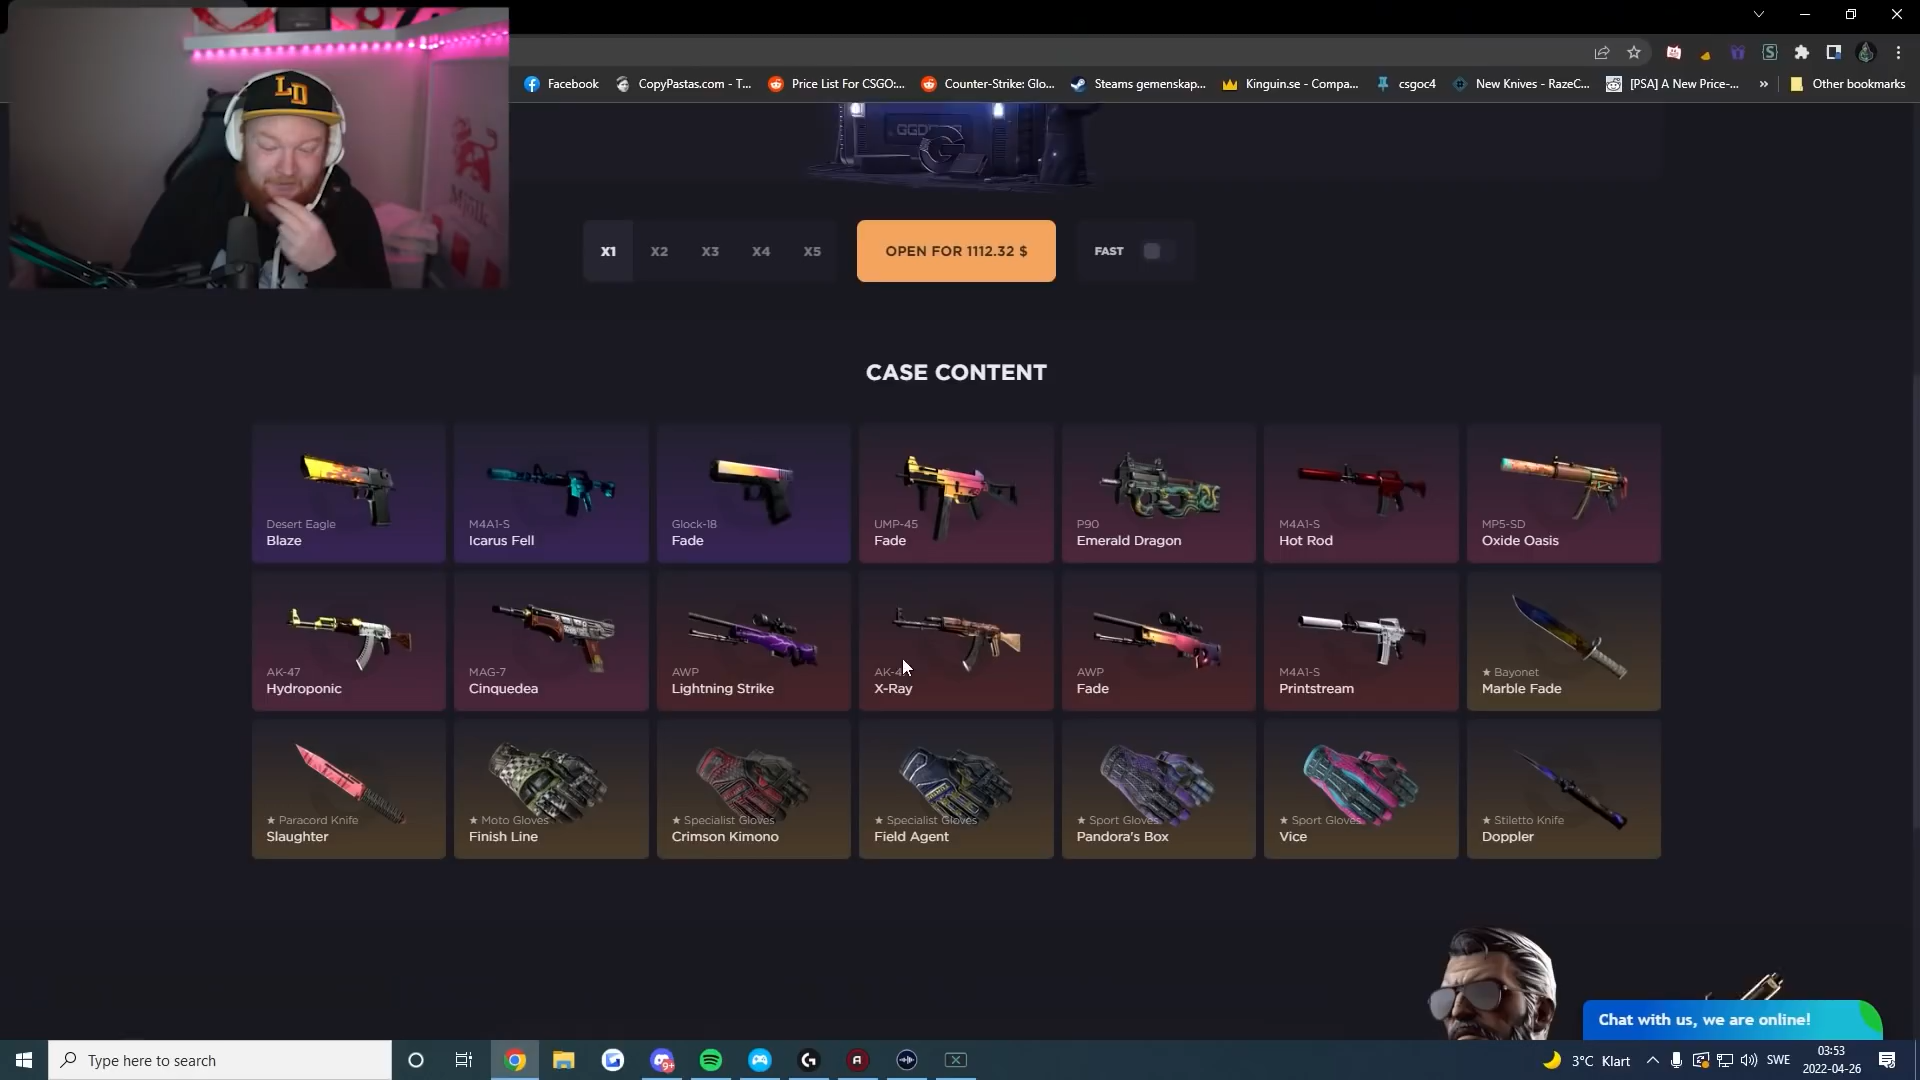 LD
Facebook
CopyPastas.com - T...
Price List For CSGO:...
Counter-Strike: Glo...
Steams gemenskap...
Kinguin.se - Compa...
csgoc4
New Knives - RazeC...
[PSA] A New Price-...
»
Other bookmarks
Mjölk
X1
X2
X3
X4
X5
OPEN FOR 1112.32 $
FAST
CASE CONTENT
Desert Eagle
Blaze
M4A1-S
Icarus Fell
Glock-18
Fade
UMP-45
Fade
P90
Emerald Dragon
M4A1-S
Hot Rod
MP5-SD
Oxide Oasis
AK-47
Hydroponic
MAG-7
Cinquedea
AWP
Lightning Strike
X-Ray
AWP
Fade
M4A1-S
Printstream
★ Bayonet
Marble Fade
★ Paracord Knife
Slaughter
★ Moto Gloves
Finish Line
★ Specialist Gloves
Crimson Kimono
★ Specialist Gloves
Field Agent
★ Sport Gloves
Pandora's Box
★ Sport Gloves
Vice
★ Stiletto Knife
Doppler
Chat with us, we are online!
Type here to search
9+
3°C Klart
SWE
03:53
2022-04-26